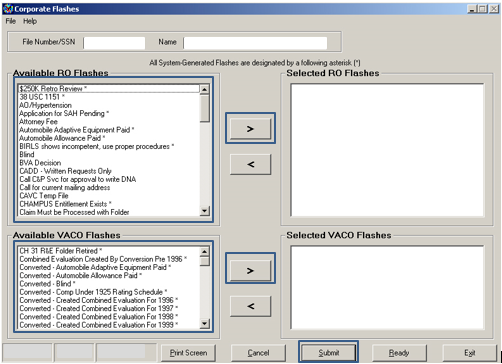 Corporate Flashes
File Help
File Number/SSN Name
All System-Generated Flashes are designated by a following asterisk (*)
Available RO Flashes
$250K Retro Review *
38 USC 1151 *
AO/Hypertension
Application for SAH Pending *
Attorney Fee
Automobile Adaptive Equipment Paid *
Automobile Allowance Paid *
BIRLS shows incompetent, use proper procedures *
Blind
BVA Decision
CADD - Written Requests Only
Call C&P Svc for approval to write DNA
Call for current mailing address
CAVC Temp File
CHAMPUS Entitlement Exists *
Claim Must be Processed with Folder
>
<
Selected RO Flashes
Available VACO Flashes
CH 31 R&E Folder Retired *
Combined Evaluation Created By Conversion Pre 1996 *
Converted - Automobile Adaptive Equipment Paid *
Converted - Automobile Allowance Paid *
Converted - Blind *
Converted - Comp Under 1925 Rating Schedule *
Converted - Created Combined Evaluation For 1996 *
Converted - Created Combined Evaluation For 1997 *
Converted - Created Combined Evaluation For 1998 *
Converted - Created Combined Evaluation For 1999 *
>
<
Selected VACO Flashes
Print Screen Cancel Submit Ready Exit